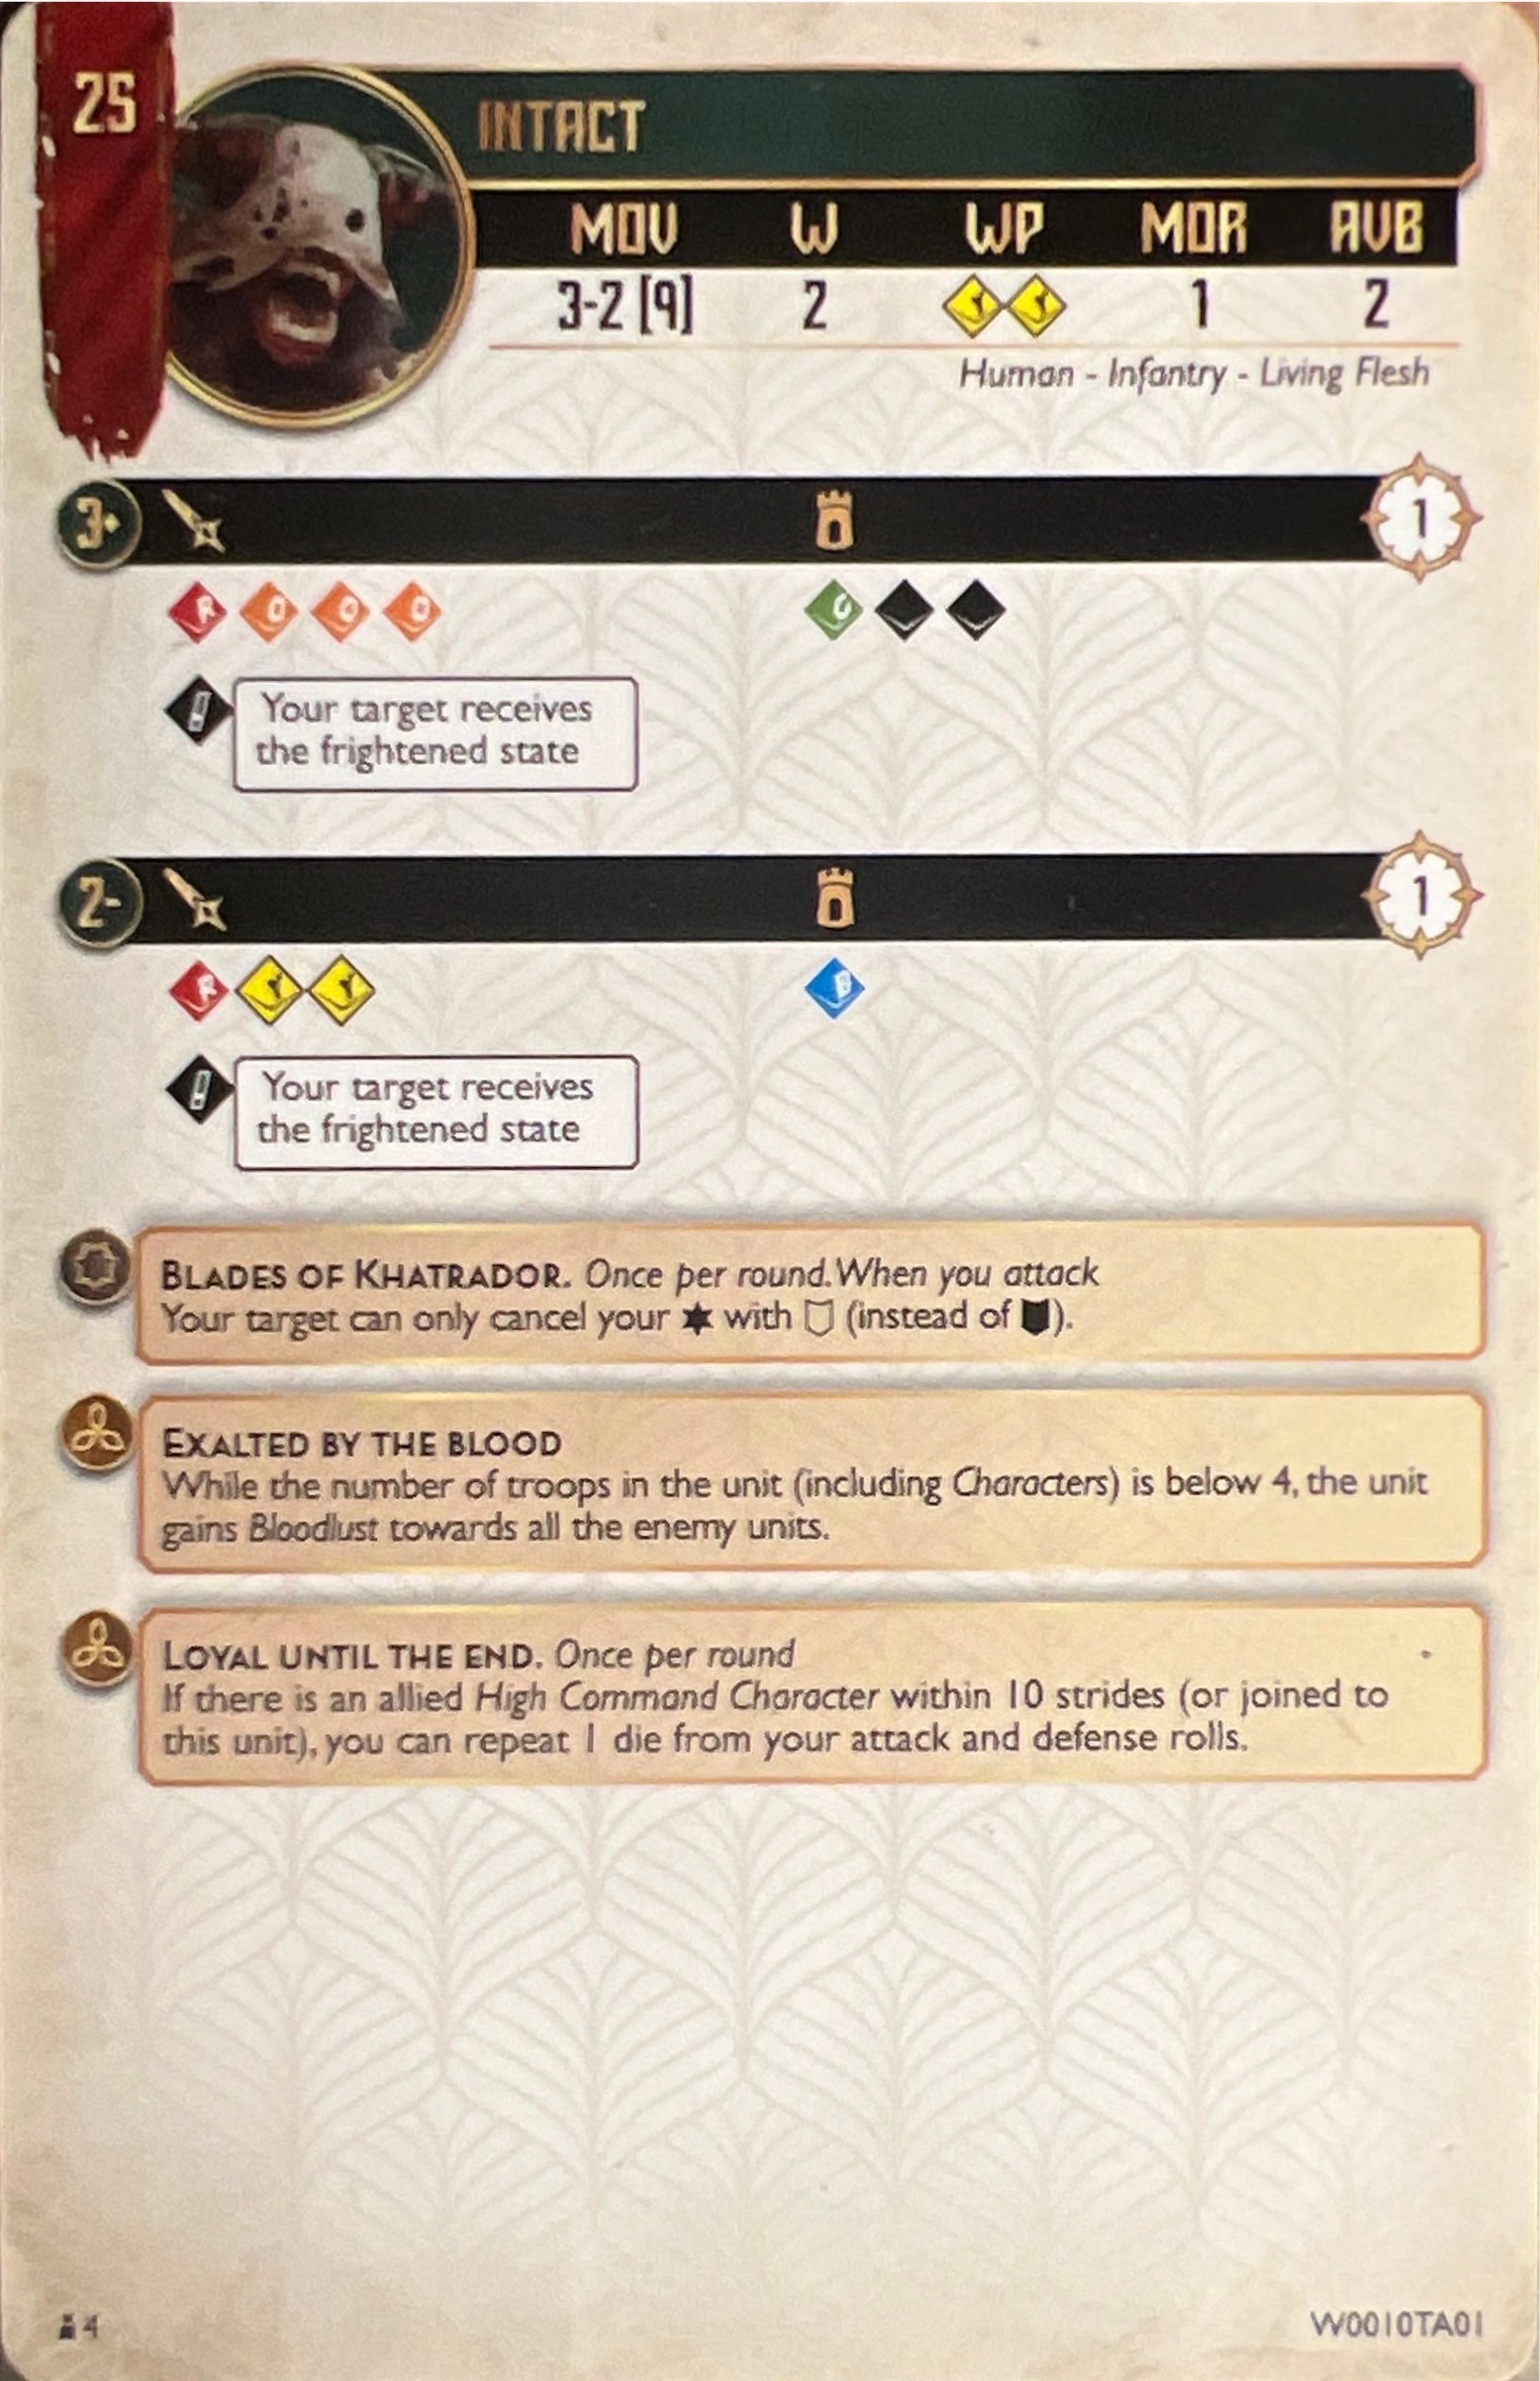 25
INTACT
MOV W WP MOR AVB
3-2 [9] 2 Y Y 1 2
Human - Infantry - Living Flesh
3+ 1
R O O O G
Your target receives
the frightened state
2- 1
R Y Y B
Your target receives
the frightened state
BLADES OF KHATRADOR. Once per round. When you attack
Your target can only cancel your with (instead of ).
EXALTED BY THE BLOOD
While the number of troops in the unit (including Characters) is below 4, the unit
gains Bloodlust towards all the enemy units.
LOYAL UNTIL THE END. Once per round
If there is an allied High Command Character within 10 strides (or joined to
this unit), you can repeat 1 die from your attack and defense rolls.
4 W0010TA01